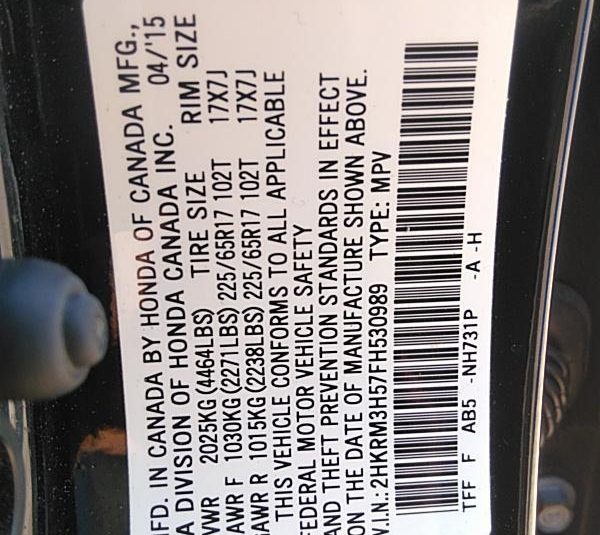 MFD. IN CANADA BY HONDA OF CANADA MFG.,
A DIVISION OF HONDA CANADA INC. 04/'15
VWR 2025KG (4464LBS) TIRE SIZE RIM SIZE
AWR F 1030KG (2271LBS) 225/65R17 102T 17X7J
GAWR R 1015KG (2238LBS) 225/65R17 102T 17X7J
THIS VEHICLE CONFORMS TO ALL APPLICABLE
FEDERAL MOTOR VEHICLE SAFETY
AND THEFT PREVENTION STANDARDS IN EFFECT
ON THE DATE OF MANUFACTURE SHOWN ABOVE.
V.I.N.: 2HKRM3H57FH530989 TYPE: MPV
TFF F AB5 -NH731P -A -H